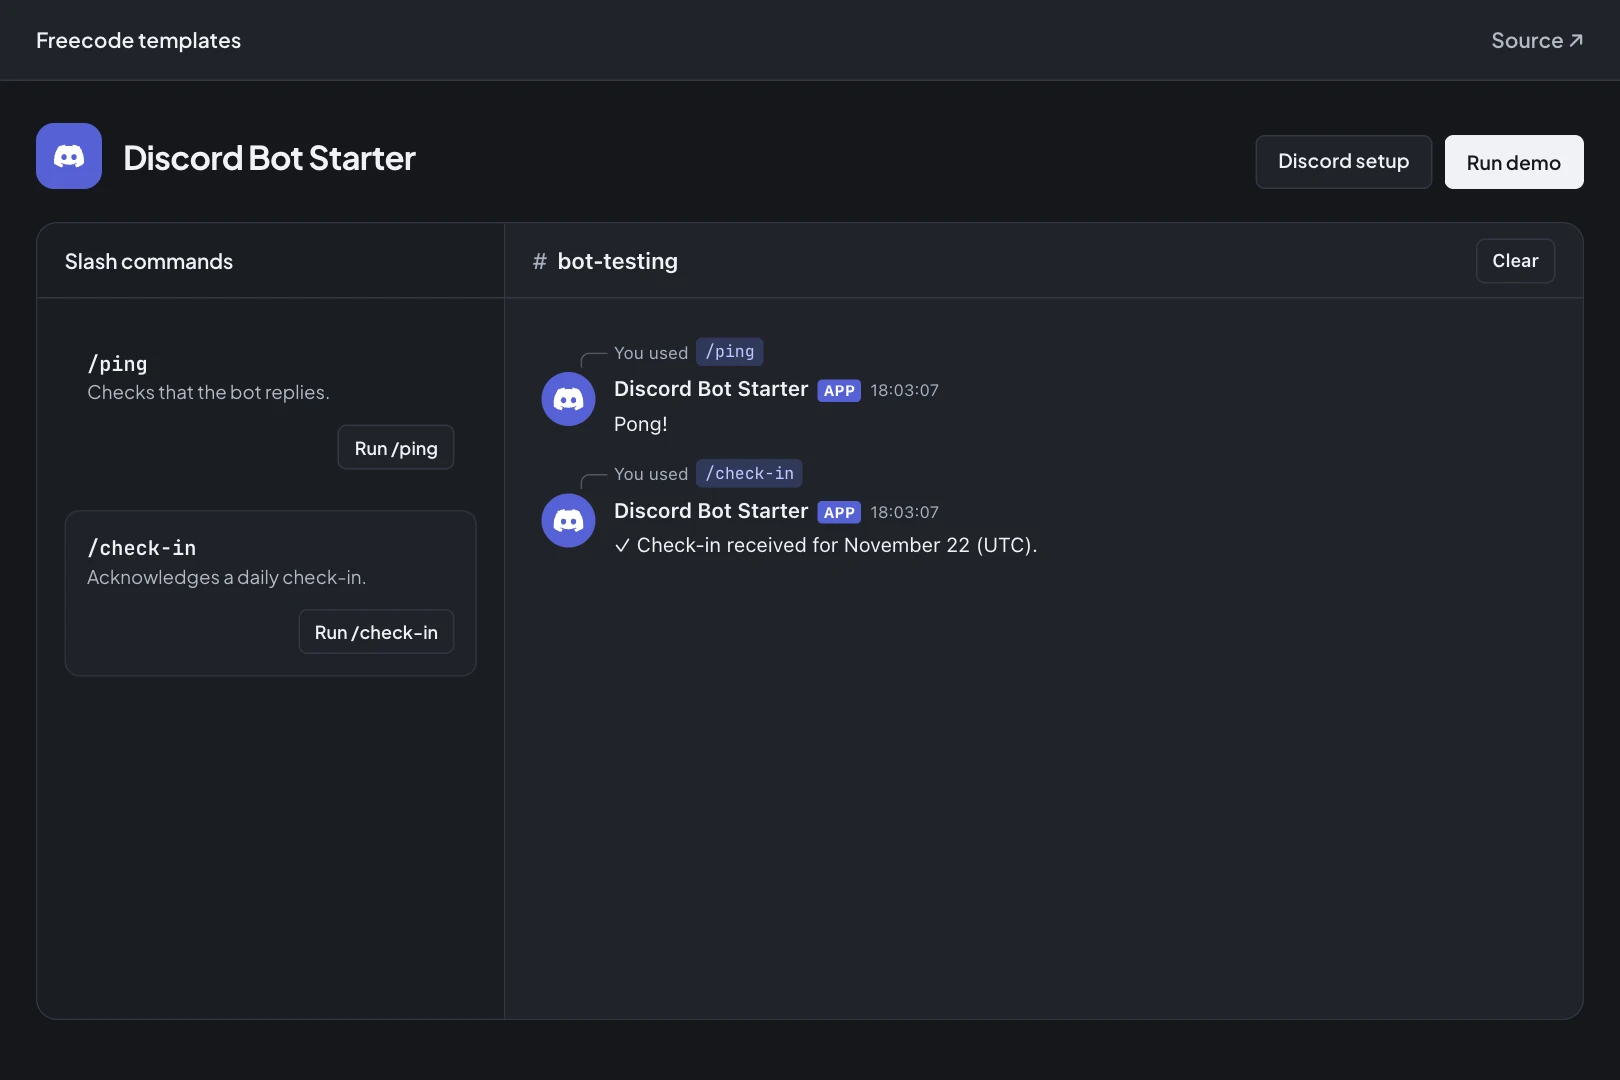 Freecode templates
Source ↗
Discord Bot Starter
Discord setup
Run demo
Slash commands
/ping
Checks that the bot replies.
Run /ping
/check-in
Acknowledges a daily check-in.
Run /check-in
# bot-testing
Clear
You used /ping
Discord Bot Starter APP 18:03:07
Pong!
You used /check-in
Discord Bot Starter APP 18:03:07
✓ Check-in received for November 22 (UTC).